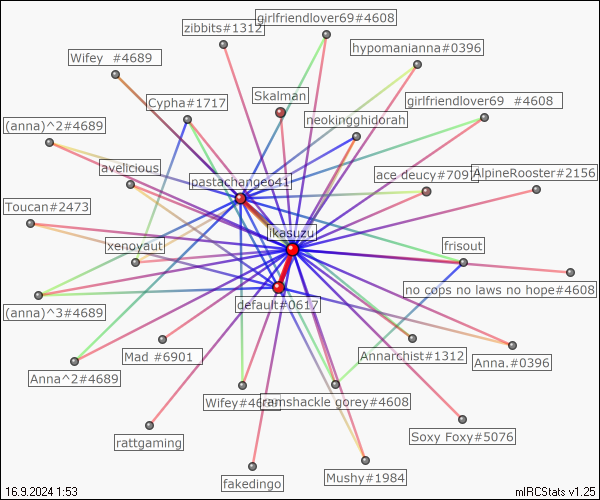 girlfriendlover69#4608
zibbits#1312
hypomanianna#0396
Wifey  #4689
Skalman
Cypha#1717
girlfriendlover69  #4608
neokingghidorah
(anna)^2#4689
avelicious
ace deucy#7097
AlpineRooster#2156
pastachangeo41
Toucan#2473
ikasuzu
xenoyaut
frisout
no cops no laws no hope#4608
(anna)^3#4689
default#0617
Mad #6901
Annarchist#1312
Anna.#0396
Anna^2#4689
Wifey#4689
ramshackle gorey#4608
rattgaming
Soxy Foxy#5076
fakedingo
Mushy#1984
16.9.2024 1:53
mIRCStats v1.25